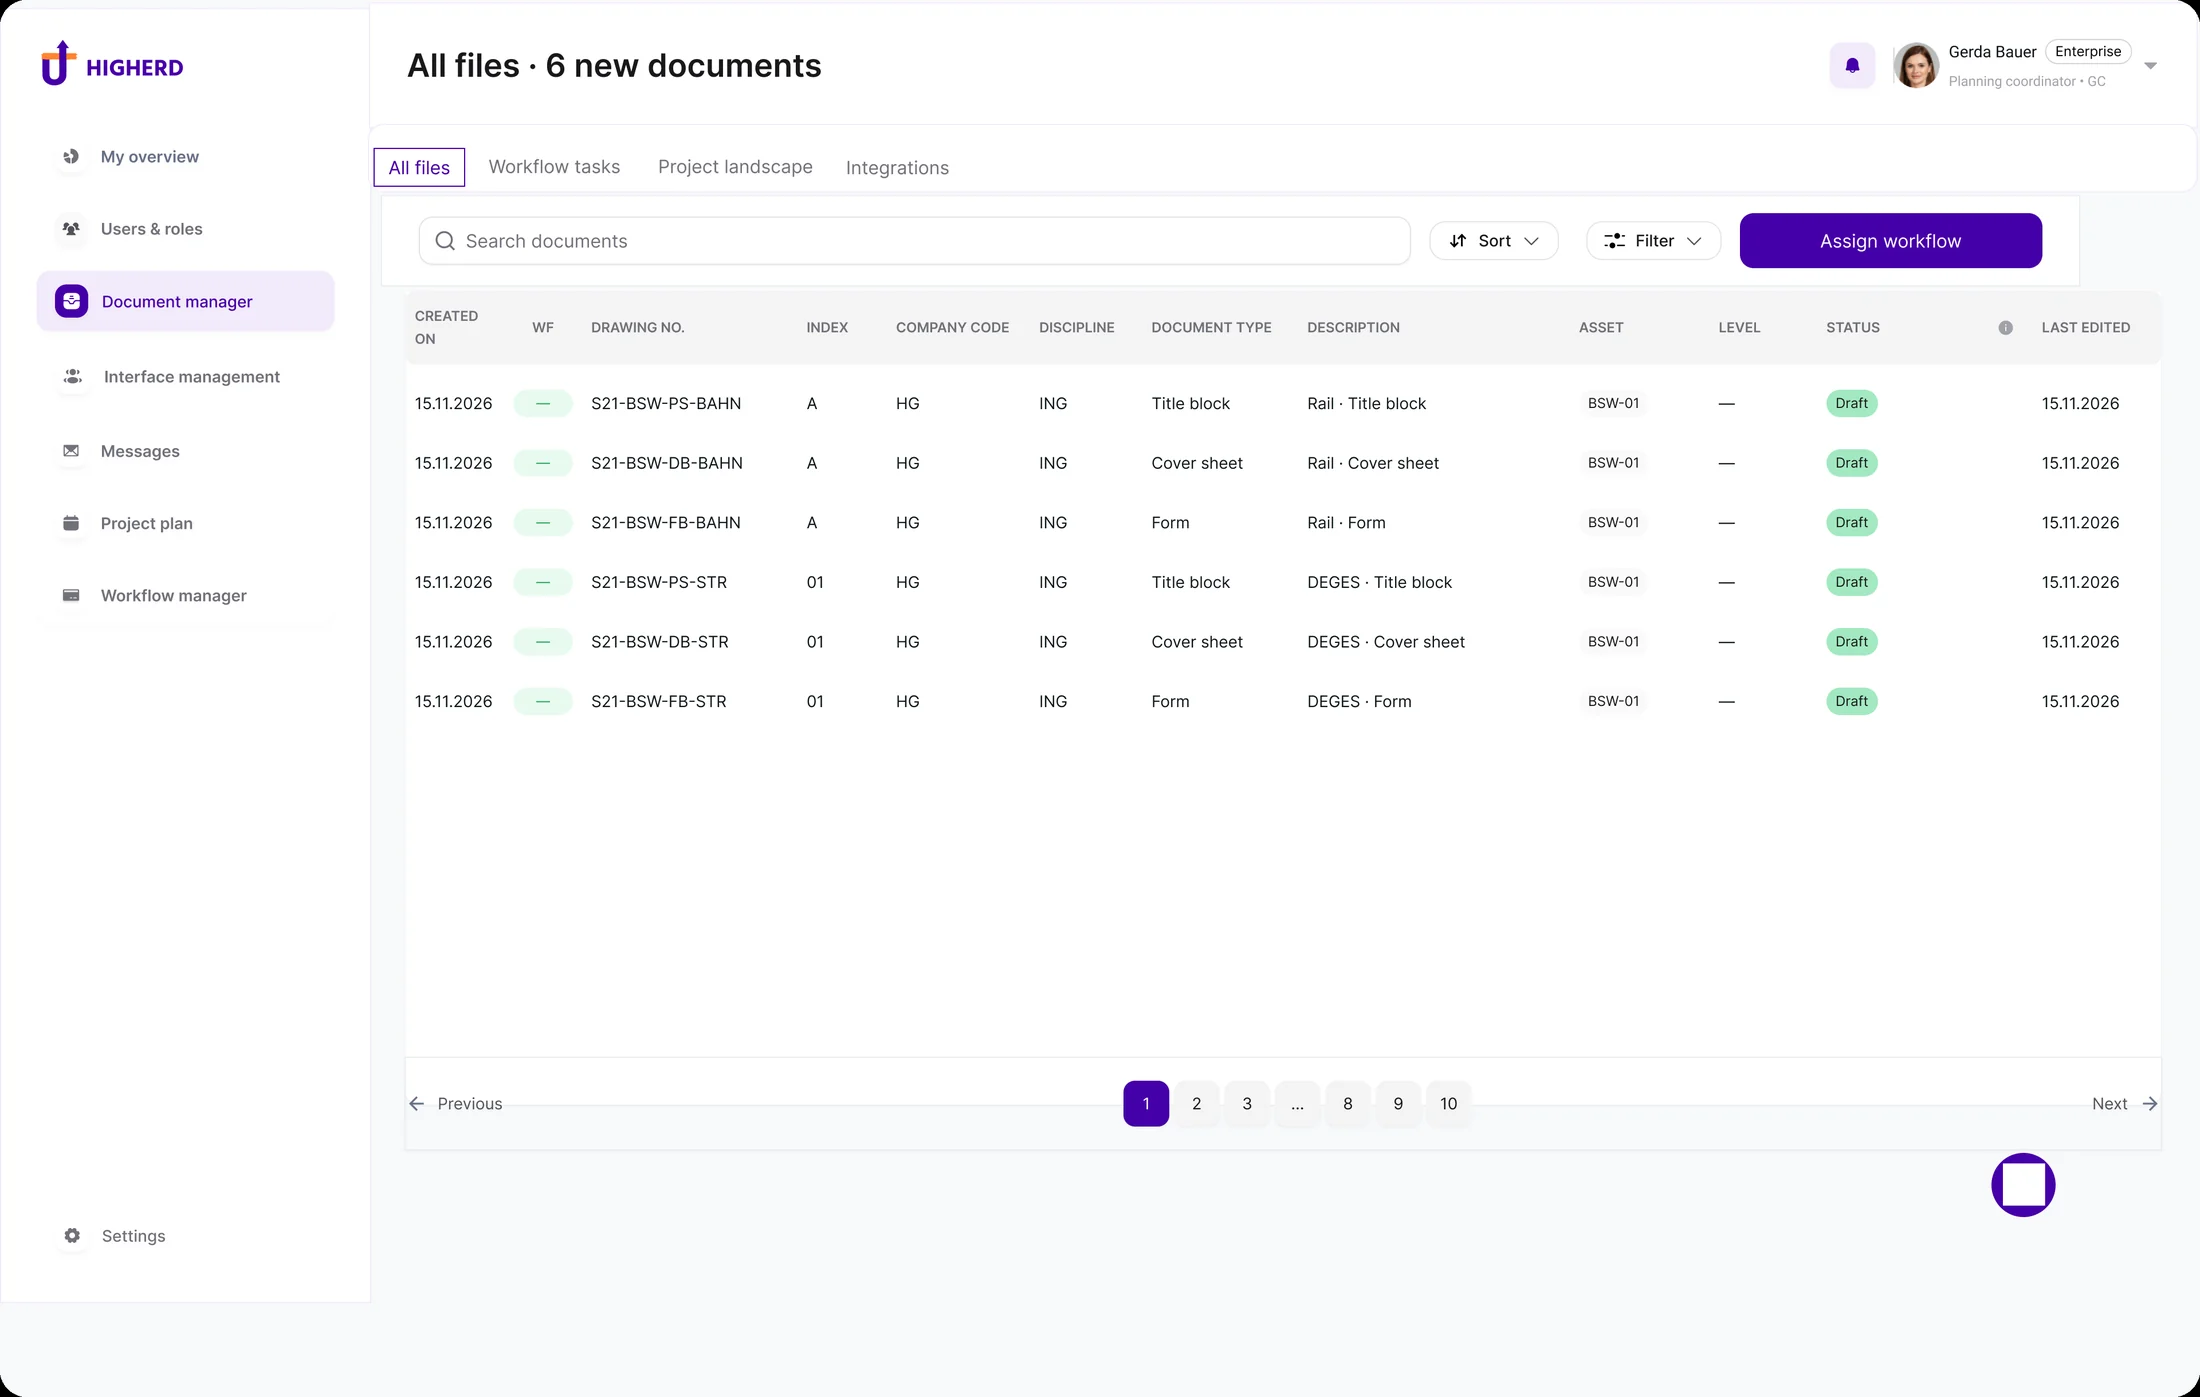 HIGHERD
All files · 6 new documents
Gerda Bauer
Enterprise
Planning coordinator • GC
My overview
Users & roles
Document manager
Interface management
Messages
Project plan
Workflow manager
Settings
All files
Workflow tasks
Project landscape
Integrations
Search documents
Sort
Filter
Assign workflow
CREATED ON WF DRAWING NO. INDEX COMPANY CODE DISCIPLINE DOCUMENT TYPE DESCRIPTION ASSET LEVEL STATUS LAST EDITED
15.11.2026 — S21-BSW-PS-BAHN A HG ING Title block Rail · Title block BSW-01 — Draft 15.11.2026
15.11.2026 — S21-BSW-DB-BAHN A HG ING Cover sheet Rail · Cover sheet BSW-01 — Draft 15.11.2026
15.11.2026 — S21-BSW-FB-BAHN A HG ING Form Rail · Form BSW-01 — Draft 15.11.2026
15.11.2026 — S21-BSW-PS-STR 01 HG ING Title block DEGES · Title block BSW-01 — Draft 15.11.2026
15.11.2026 — S21-BSW-DB-STR 01 HG ING Cover sheet DEGES · Cover sheet BSW-01 — Draft 15.11.2026
15.11.2026 — S21-BSW-FB-STR 01 HG ING Form DEGES · Form BSW-01 — Draft 15.11.2026
Previous 1 2 3 ... 8 9 10 Next